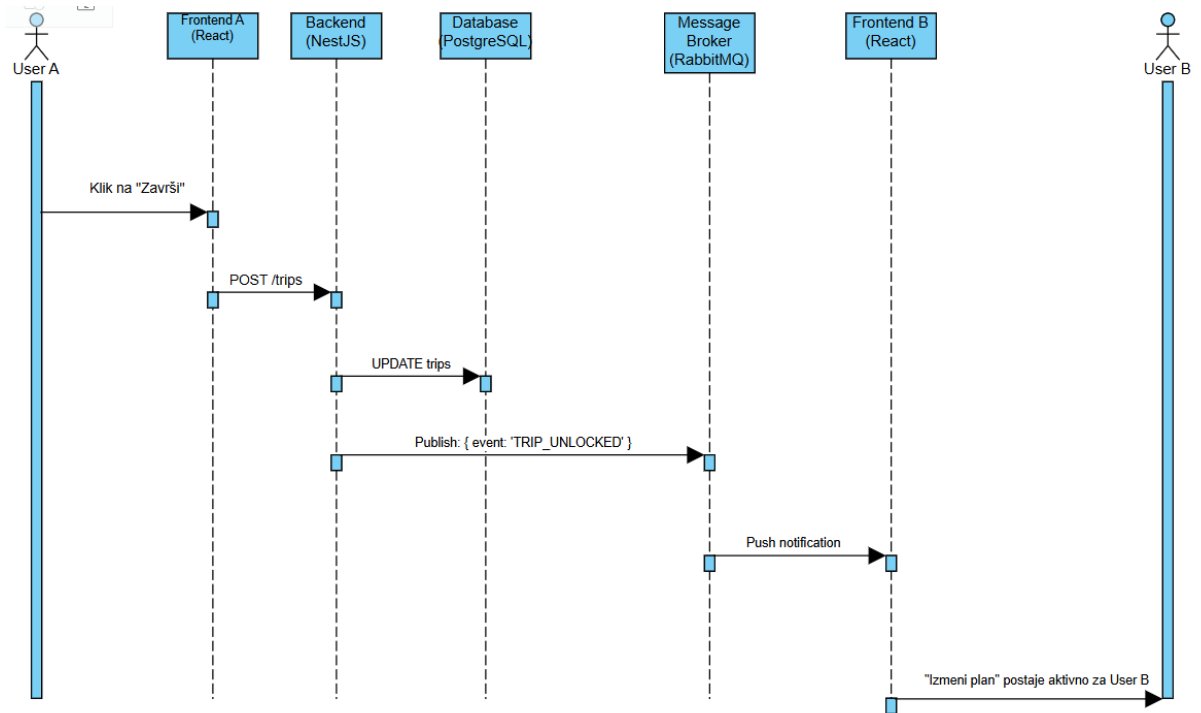 Frontend A
(React)
Backend
(NestJS)
Database
(PostgreSQL)
Message
Broker
(RabbitMQ)
Frontend B
(React)
User A
User B
Klik na "Završi"
POST /trips
UPDATE trips
Publish: { event: 'TRIP_UNLOCKED' }
Push notification
"Izmeni plan" postaje aktivno za User B